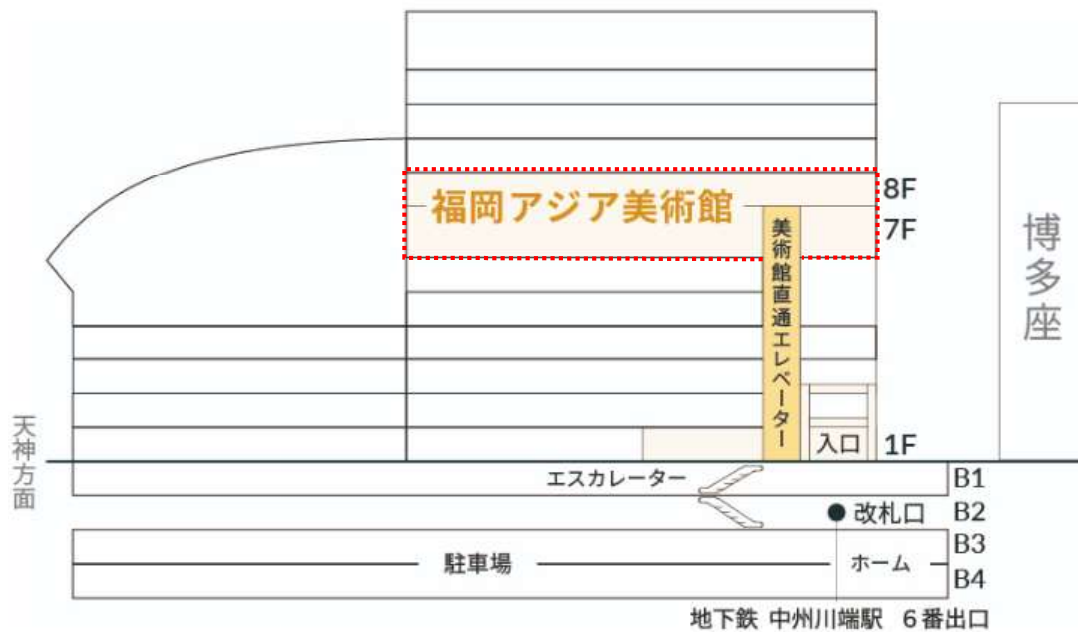 8F
福岡アジア美術館
7F
美術館直通エレベーター
博多座
天神方面
入口
1F
エスカレーター
B1
改札口
B2
B3
駐車場
ホーム
B4
地下鉄 中州川端駅 6番出口